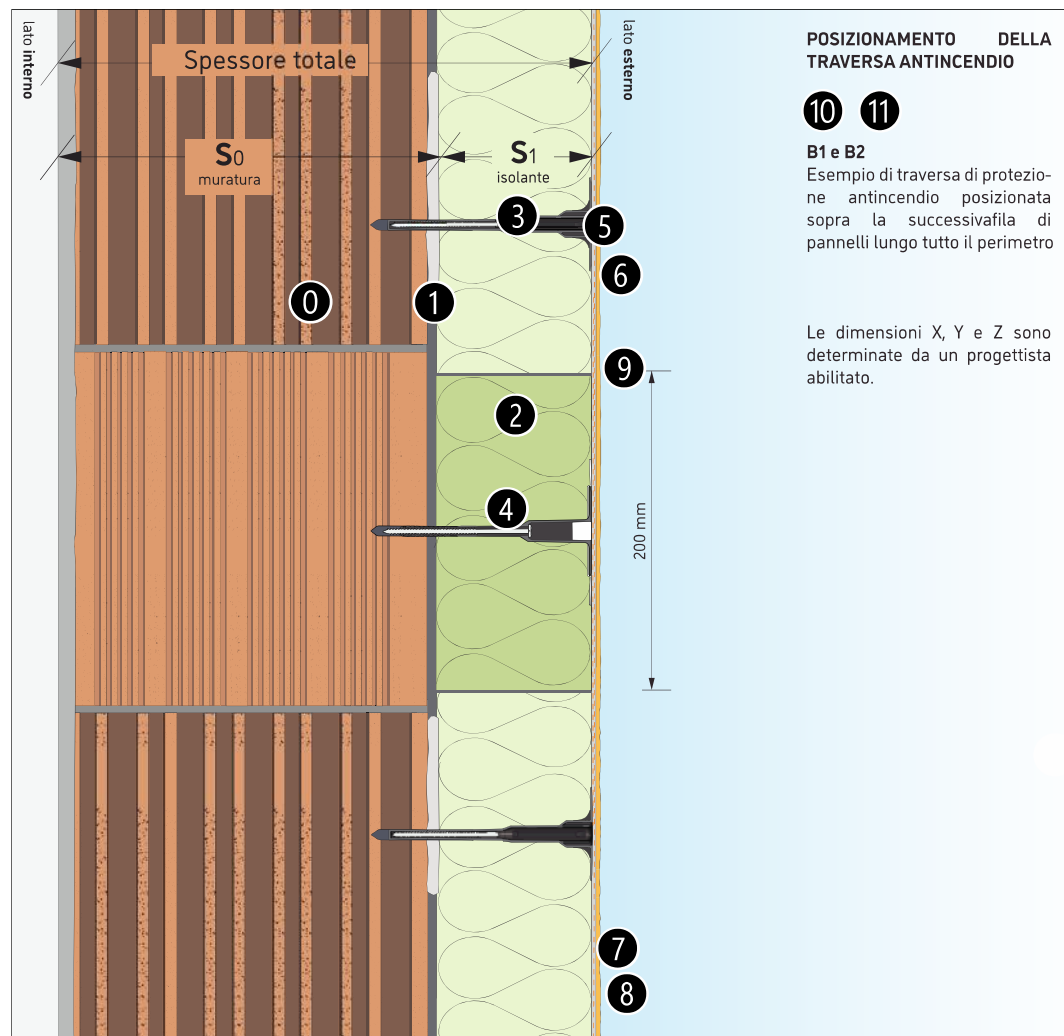 lato interno
Spessore totale
lato esterno
S0
muratura
S1
isolante
3
5
6
0
1
9
2
4
200 mm
7
8
POSIZIONAMENTO DELLA
TRAVERSA ANTINCENDIO
10 11
B1 e B2
Esempio di traversa di protezio-
ne antincendio posizionata
sopra la successivafila di
pannelli lungo tutto il perimetro
Le dimensioni X, Y e Z sono
determinate da un progettista
abilitato.